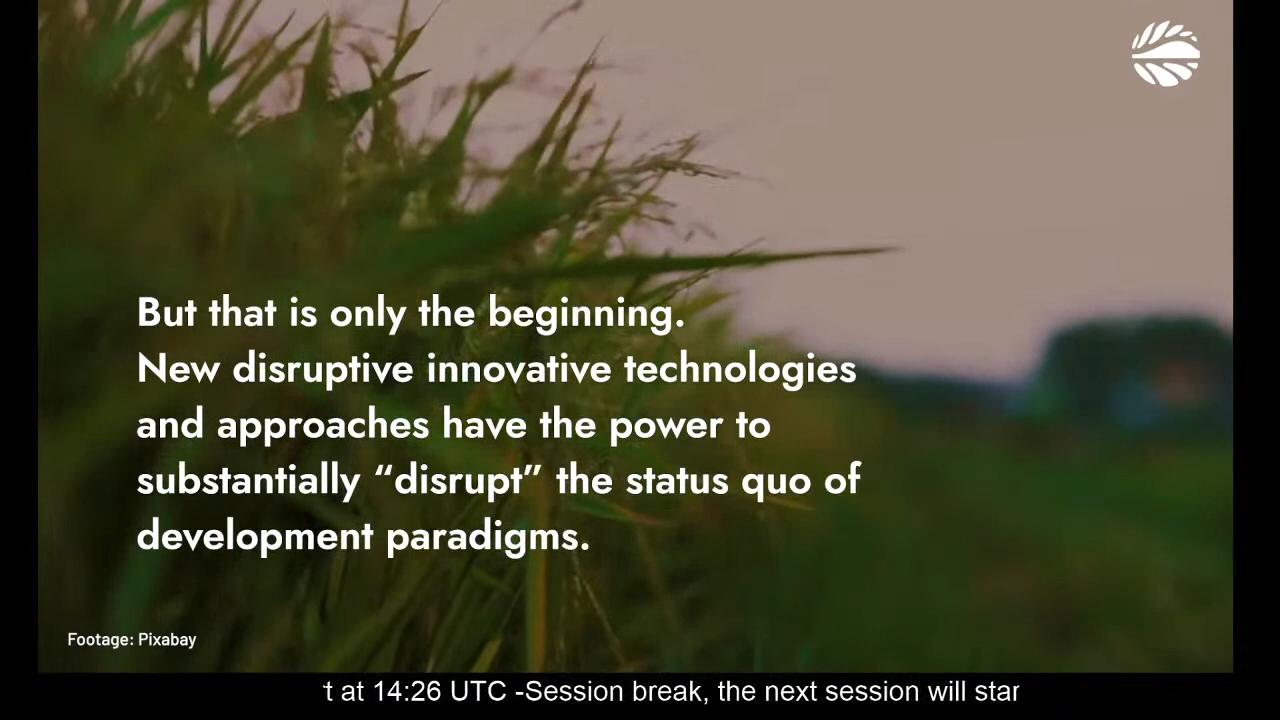 But that is only the beginning.
New disruptive innovative technologies
and approaches have the power to
substantially “disrupt” the status quo of
development paradigms.
Footage: Pixabay
t at 14:26 UTC -Session break, the next session will star